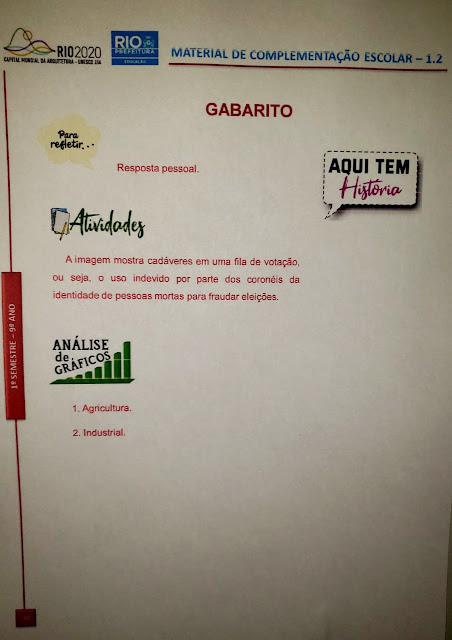 RIO2020
CAPITAL MUNDIAL DA ARQUITETURA - UNESCO.UIA
RIO
PREFEITURA
EDUCAÇÃO
MATERIAL DE COMPLEMENTAÇÃO ESCOLAR – 1.2
GABARITO
Para
refletir...
Resposta pessoal.
AQUI TEM
História
Atividades
A imagem mostra cadáveres em uma fila de votação,
ou seja, o uso indevido por parte dos coronéis da
identidade de pessoas mortas para fraudar eleições.
ANÁLISE
de
GRÁFICOS
1. Agricultura.
2. Industrial.
1º SEMESTRE – 9º ANO